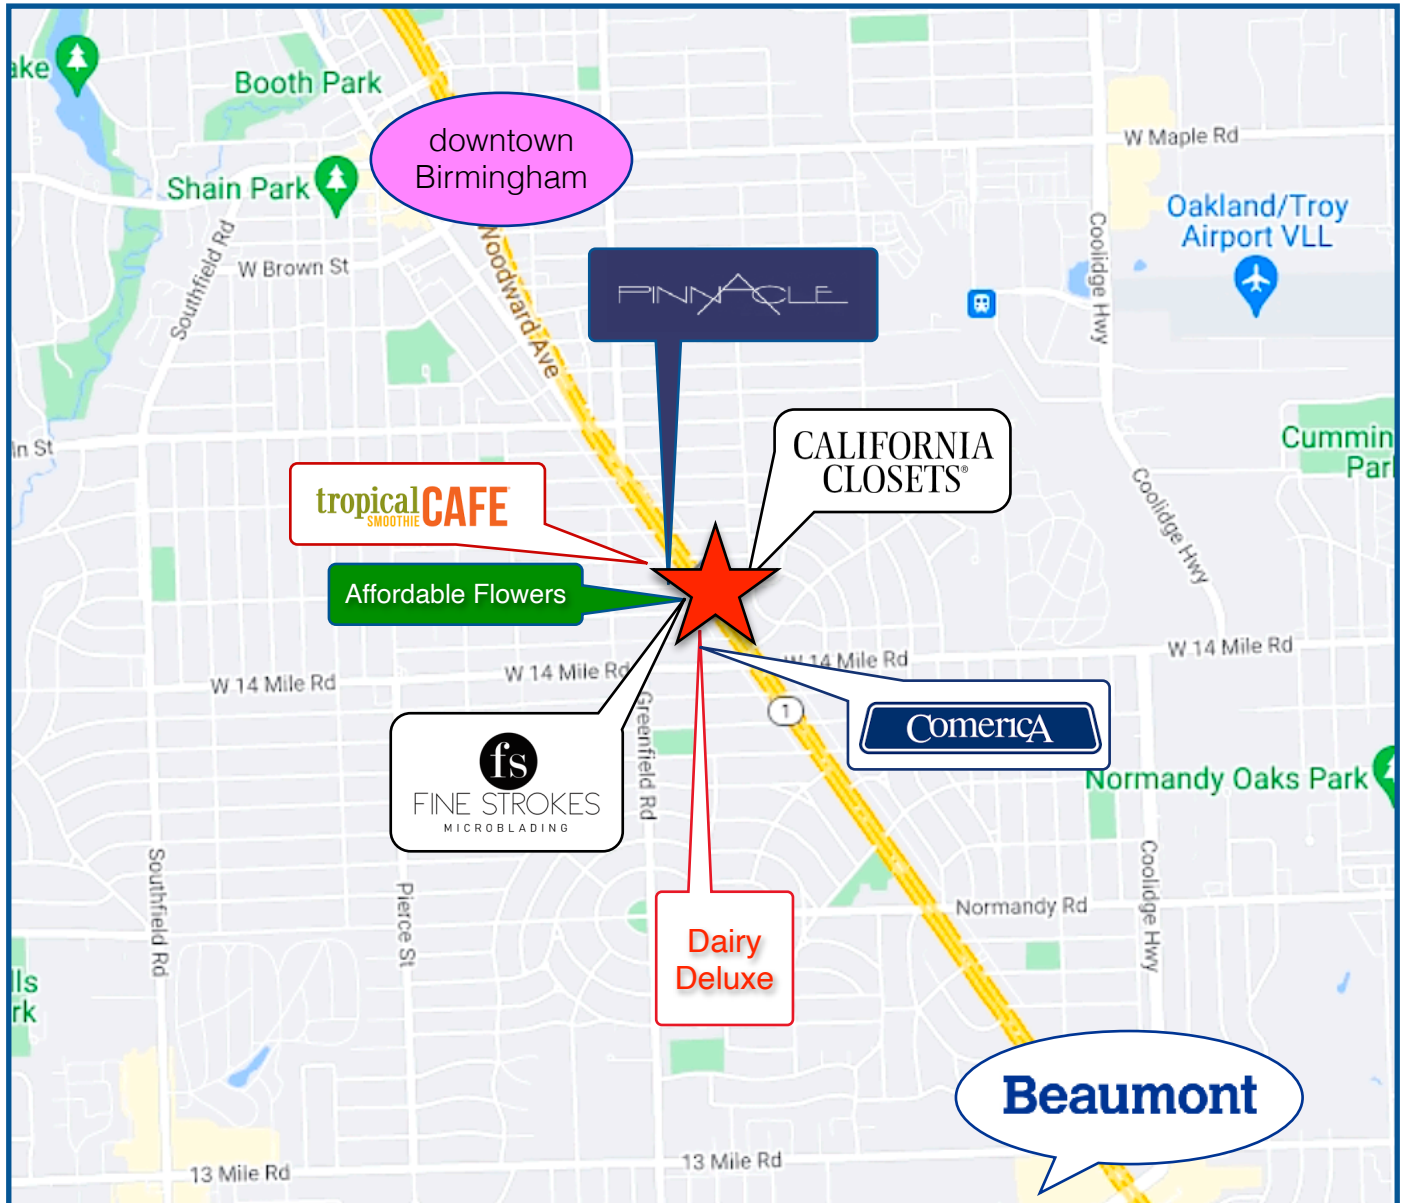 ake
Booth Park
downtown
Birmingham
W Maple Rd
Shain Park
Oakland/Troy
Airport VLL
Southfield Rd
W Brown St
Woodward Ave
Coolidge Hwy
PINNACLE
CALIFORNIA
CLOSETS®
in St
Cummin
Par
tropical
SMOOTHIE
CAFE
Coolidge Hwy
Affordable Flowers
W 14 Mile Rd
W 14 Mile Rd
W 14 Mile Rd
W 14 Mile Rd
Greenfield Rd
1
Comerica
fs
FINE STROKES
MICROBLADING
Normandy Oaks Park
Southfield Rd
Pierce St
Coolidge Hwy
Normandy Rd
Dairy
Deluxe
lls
rk
Beaumont
13 Mile Rd
13 Mile Rd